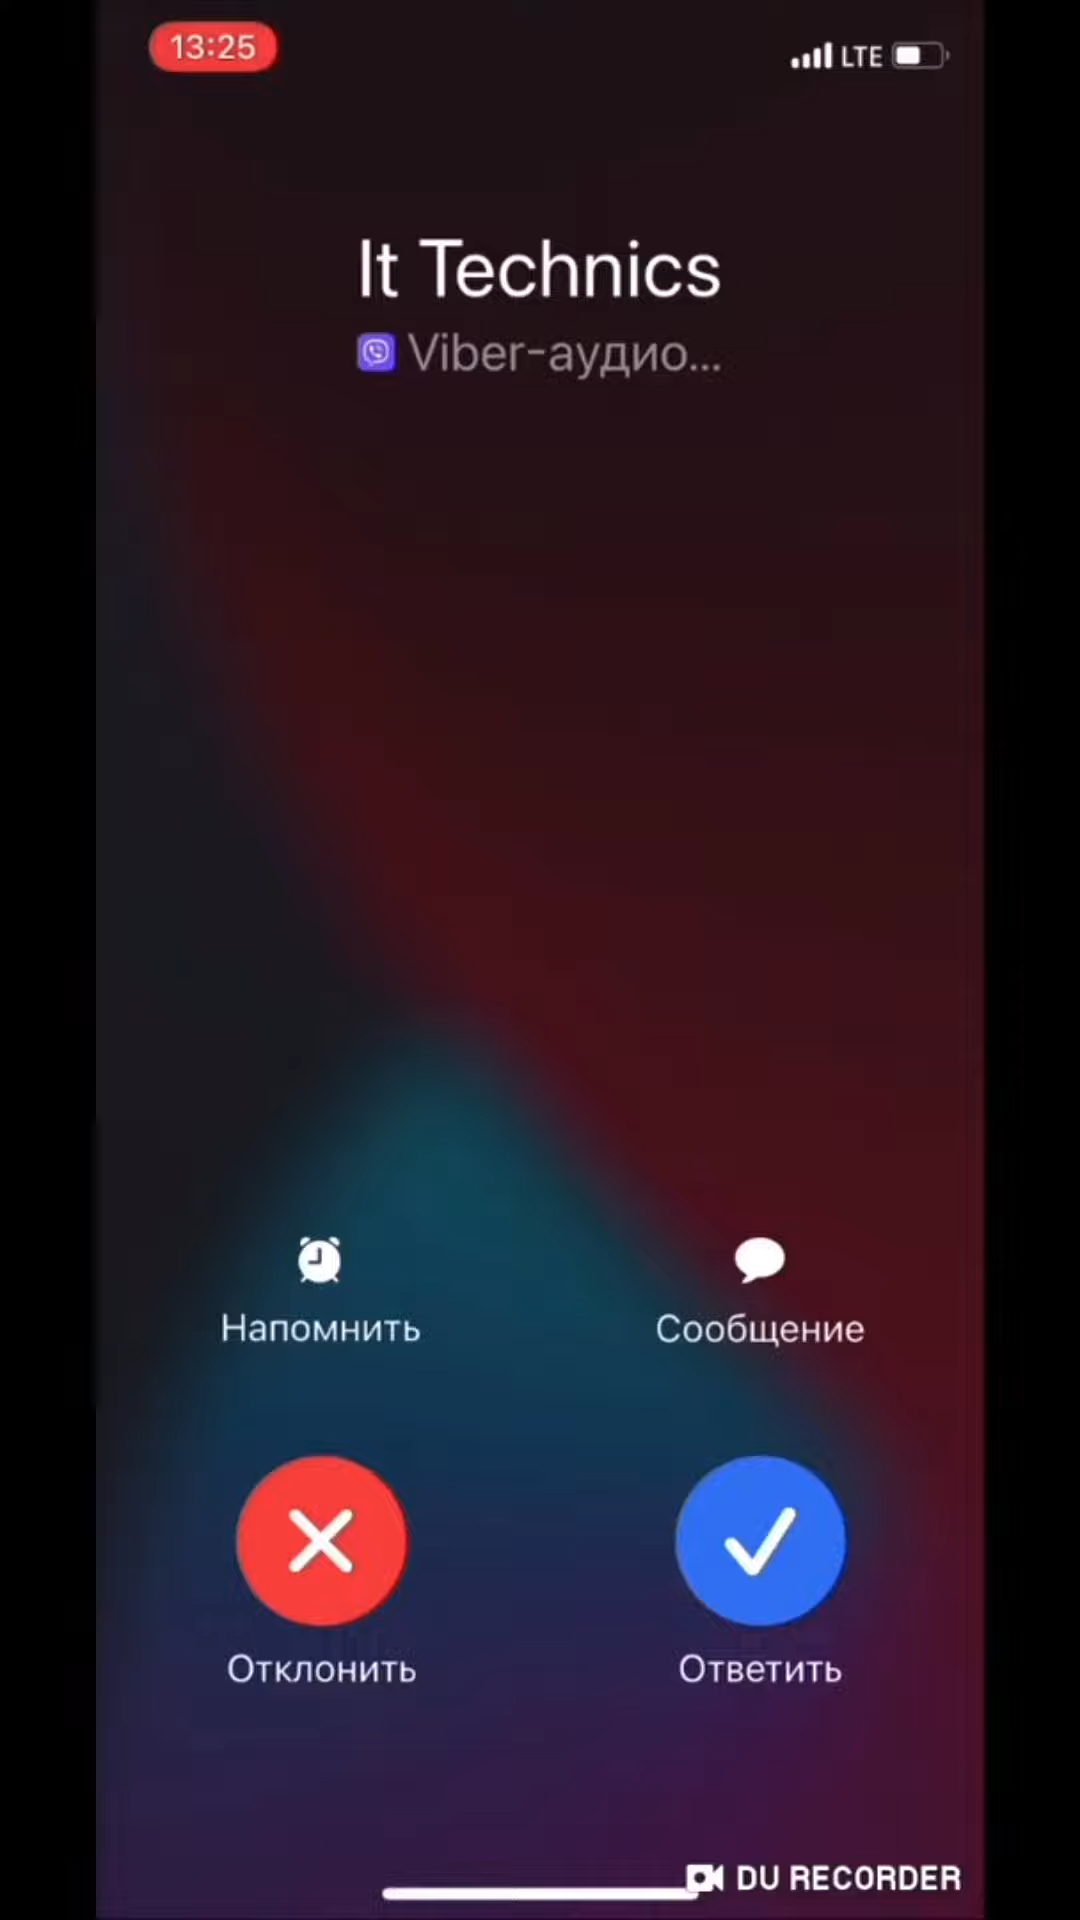 13:25
LTE
It Technics
Viber-аудио...
Напомнить
Сообщение
Отклонить
Ответить
DU RECORDER